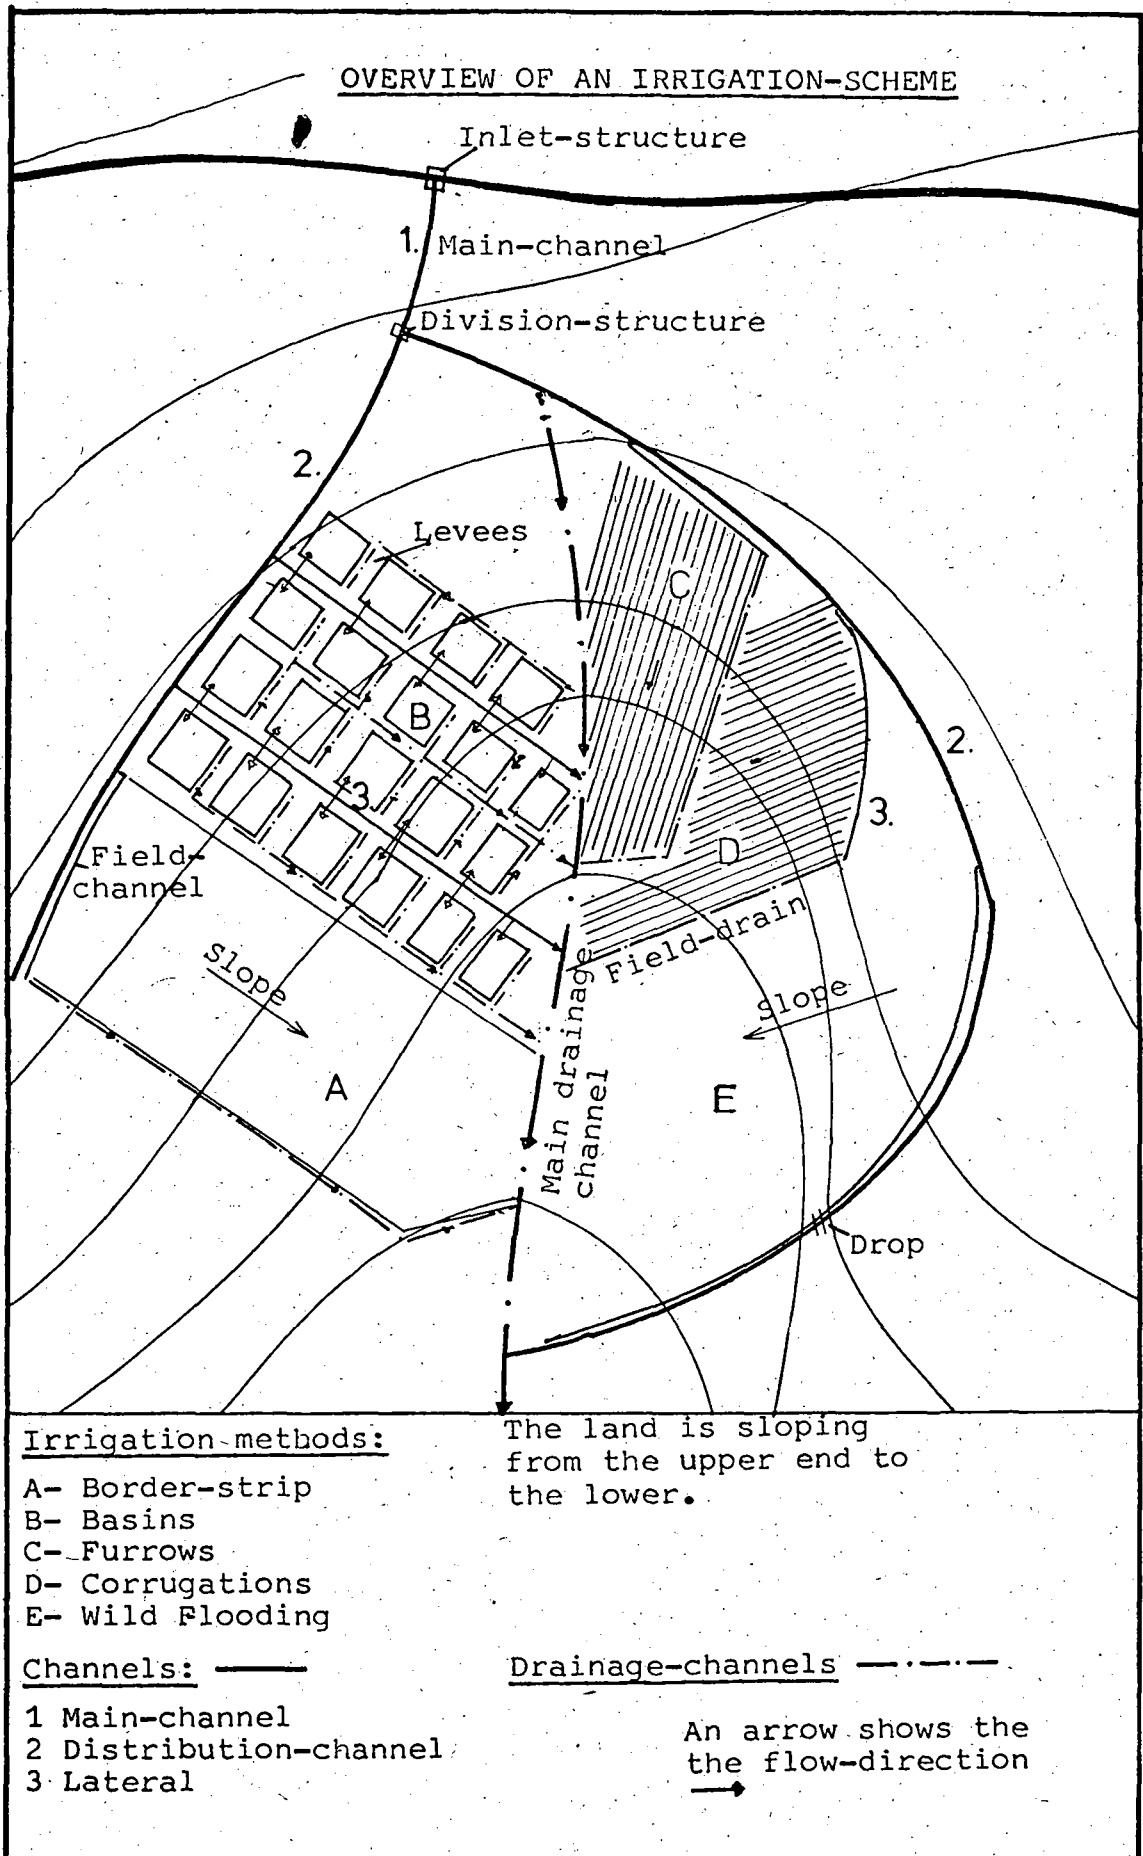 OVERVIEW OF AN IRRIGATION-SCHEME
Inlet-structure
1. Main-channel
Division-structure
2.
Levees
C
B
2.
3
3.
D
Field-
channel
Field-drain
Slope
Slope
Main drainage
channel
A
E
Drop
Irrigation methods:
A- Border-strip
B- Basins
C- Furrows
D- Corrugations
E- Wild Flooding
The land is sloping
from the upper end to
the lower.
Channels:
1 Main-channel
2 Distribution-channel
3 Lateral
Drainage-channels
An arrow shows the
the flow-direction